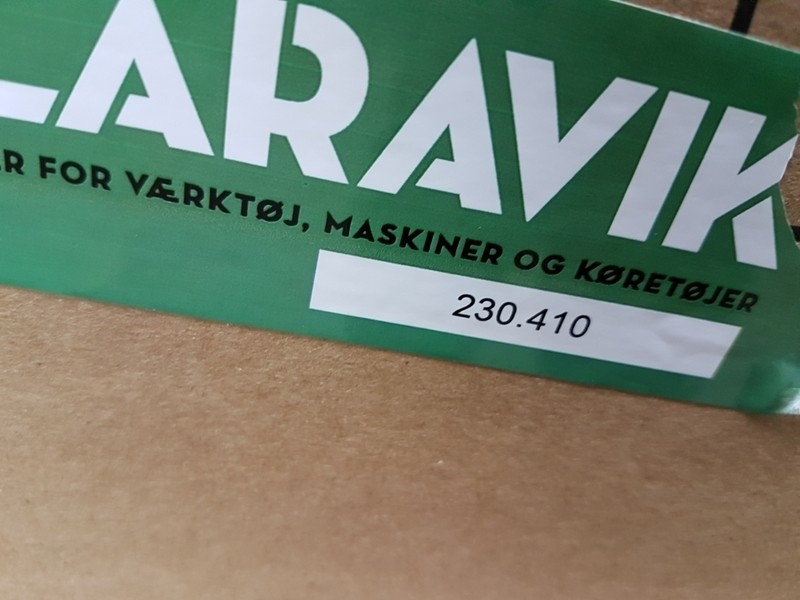 LARAVIK
R FOR VÆRKTØJ, MASKINER OG KØRETØJER
230.410